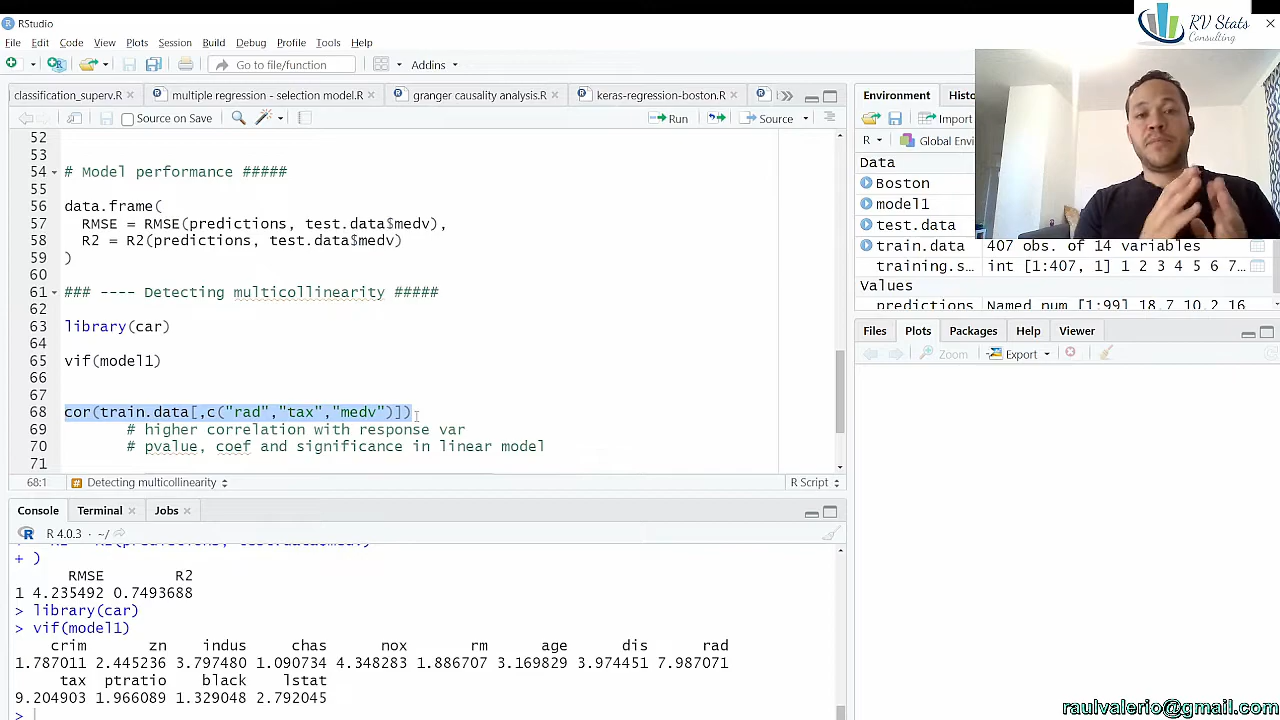 RStudio
RV Stats
Consulting
File Edit Code View Plots Session Build Debug Profile Tools Help
Go to file/function Addins
classification_superv.R multiple regression - selection model.R granger causality analysis.R keras-regression-boston.R
Source on Save Run Source
52
53
54 # Model performance #####
55
56 data.frame(
57 RMSE = RMSE(predictions, test.data$medv),
58 R2 = R2(predictions, test.data$medv)
59 )
60
61 ### ---- Detecting multicollinearity #####
62
63 library(car)
64
65 vif(model1)
66
67
68 cor(train.data[,c("rad","tax","medv")])
69 # higher correlation with response var
70 # pvalue, coef and significance in linear model
71
68:1 # Detecting multicollinearity R Script
Console Terminal Jobs
R 4.0.3 · ~/
+ )
RMSE R2
1 4.235492 0.7493688
> library(car)
> vif(model1)
crim zn indus chas nox rm age dis rad
1.787011 2.445236 3.797480 1.090734 4.348283 1.886707 3.169829 3.974451 7.987071
tax ptratio black lstat
9.204903 1.966089 1.329048 2.792045
>
Environment Histo
Import
R Global Envi
Data
Boston
model1
test.data
train.data 407 obs. of 14 variables
training.s… int [1:407, 1] 1 2 3 4 5 6 7…
Values
predictions Named num [1:99] 18.7 10.2 16
Files Plots Packages Help Viewer
Zoom Export
raulvalerio@gmail.com